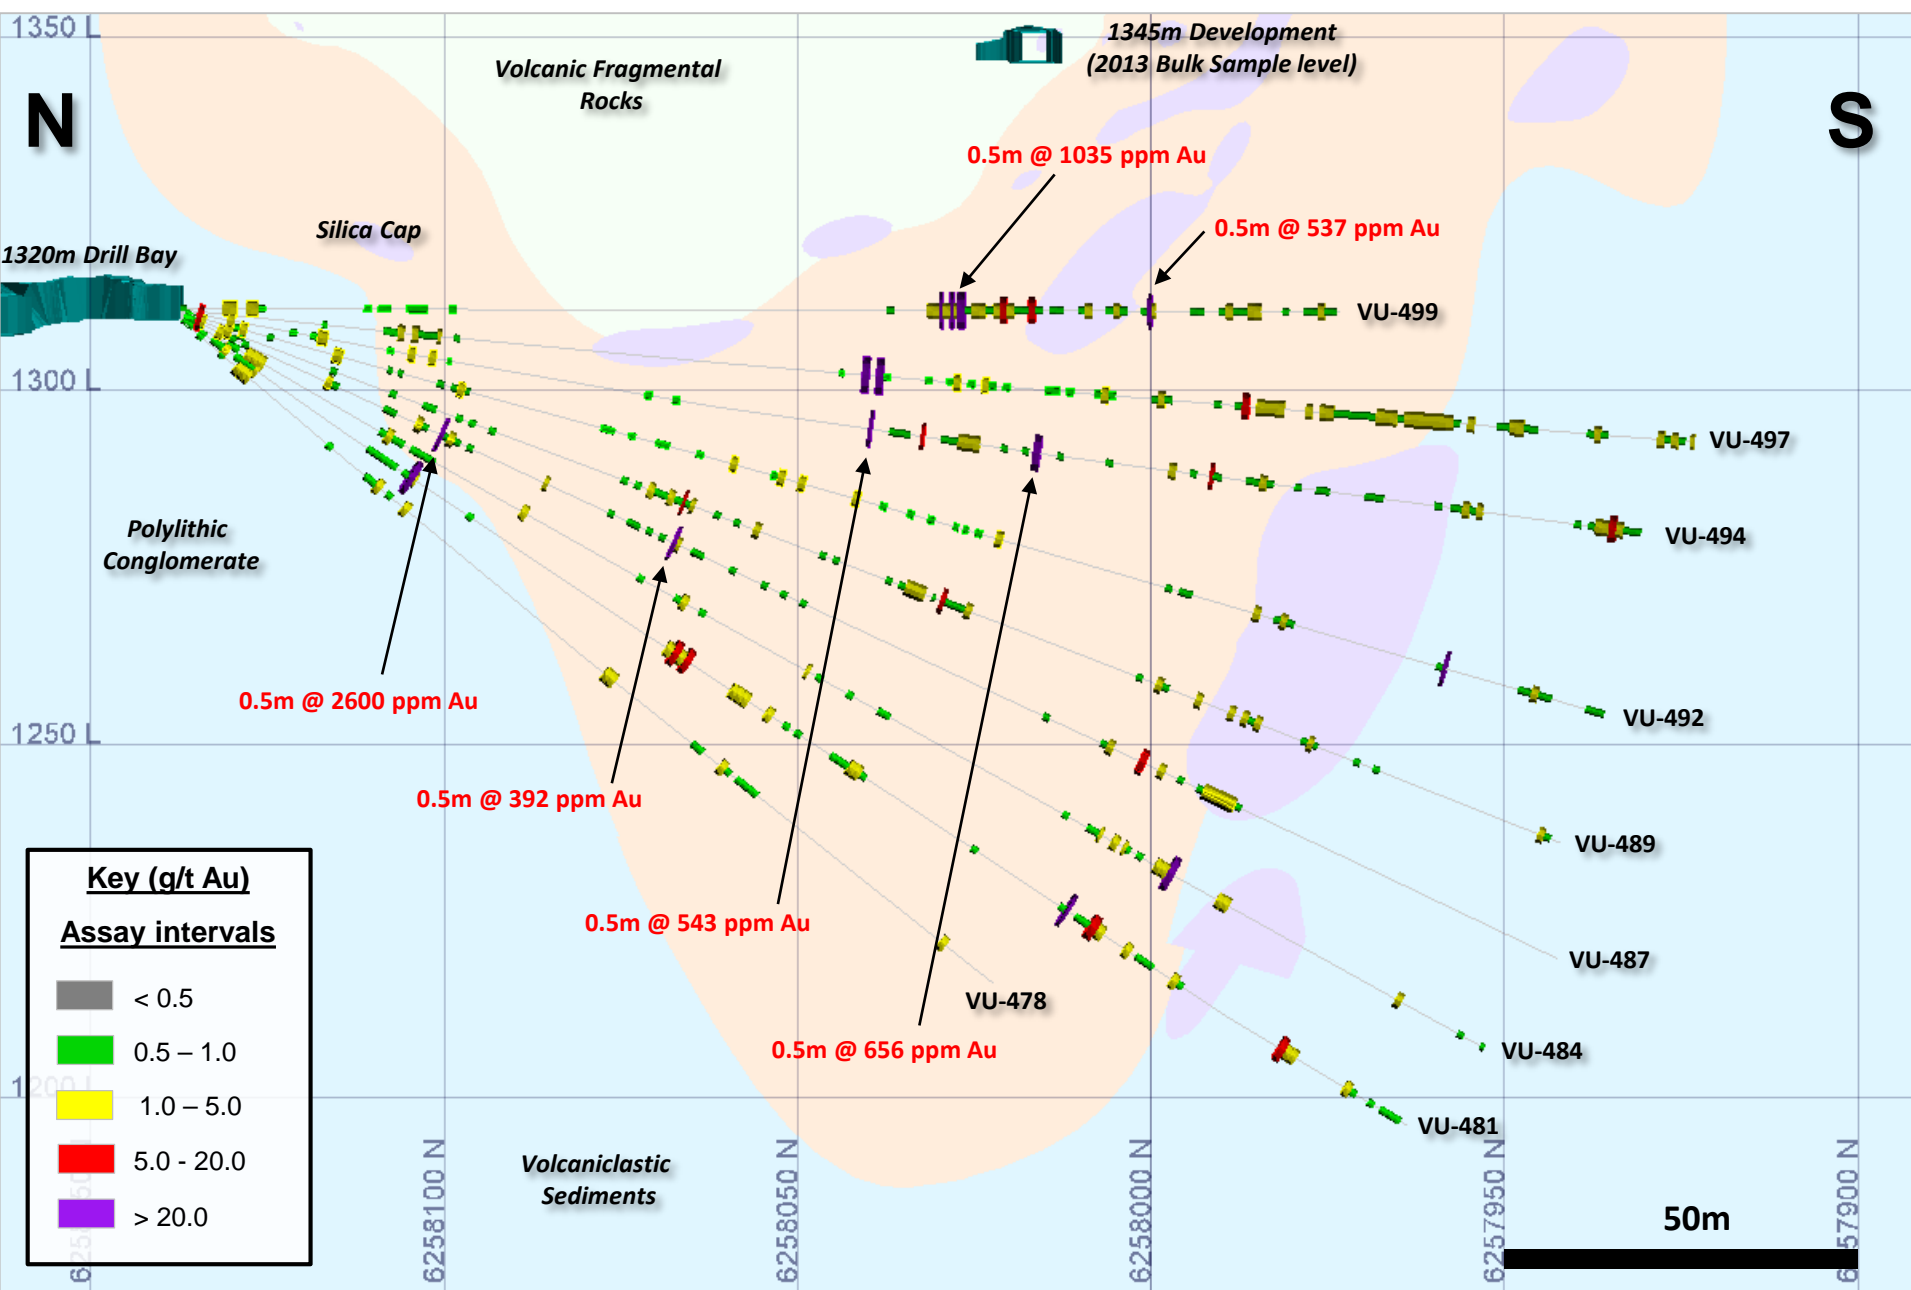 1350 L
1345m Development
(2013 Bulk Sample level)
Volcanic Fragmental
Rocks
N
S
0.5m @ 1035 ppm Au
Silica Cap
0.5m @ 537 ppm Au
1320m Drill Bay
VU-499
1300 L
VU-497
Polylithic
Conglomerate
VU-494
0.5m @ 2600 ppm Au
VU-492
1250 L
0.5m @ 392 ppm Au
VU-489
0.5m @ 543 ppm Au
VU-487
VU-478
0.5m @ 656 ppm Au
VU-484
VU-481
Key (g/t Au)
Assay intervals
< 0.5
0.5 – 1.0
1.0 – 5.0
5.0 - 20.0
> 20.0
1200 L
Volcaniclastic
Sediments
50m
6258100 N
6258050 N
6258000 N
6257950 N
6257900 N